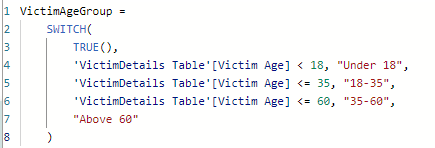 1 VictimAgeGroup =
2 SWITCH(
3 TRUE(),
4 'VictimDetails Table'[Victim Age] < 18, "Under 18",
5 'VictimDetails Table'[Victim Age] <= 35, "18-35",
6 'VictimDetails Table'[Victim Age] <= 60, "35-60",
7 "Above 60"
8 )